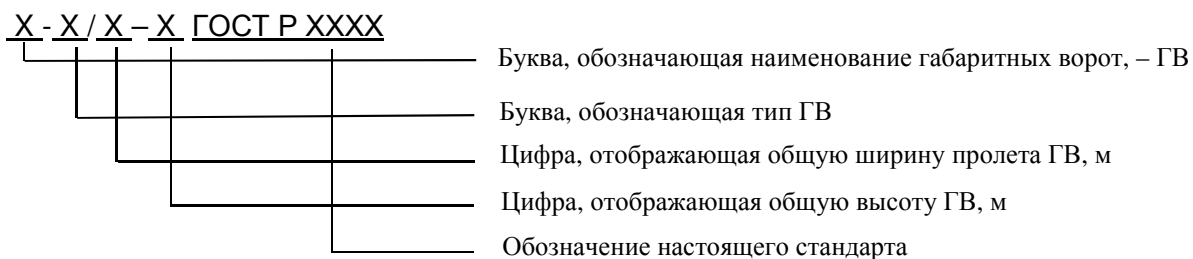 Х - Х / Х – Х ГОСТ Р ХХХХ
Буква, обозначающая наименование габаритных ворот, – ГВ
Буква, обозначающая тип ГВ
Цифра, отображающая общую ширину пролета ГВ, м
Цифра, отображающая общую высоту ГВ, м
Обозначение настоящего стандарта